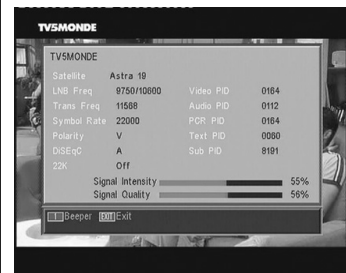 TV5MONDE
TV5MONDE
Satellite Astra 19
LNB Freq 9750/10600 Video PID 0164
Trans Freq 11588 Audio PID 0112
Symbol Rate 22000 PCR PID 0164
Polarity V Text PID 0060
DiSEqC A Sub PID 8191
22K Off
Signal Intensity 55%
Signal Quality 56%
Beeper EXIT Exit